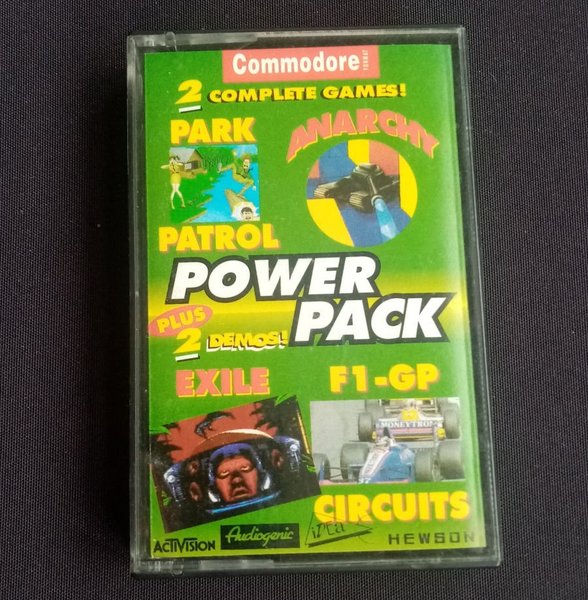 Commodore
FORMAT
2 COMPLETE GAMES!
PARK
PATROL
ANARCHY
POWER
PACK
PLUS
2 DEMOS!
EXILE
F1-GP
CIRCUITS
MONEYTRON
ACTIVISION
Audiogenic
HEWSON